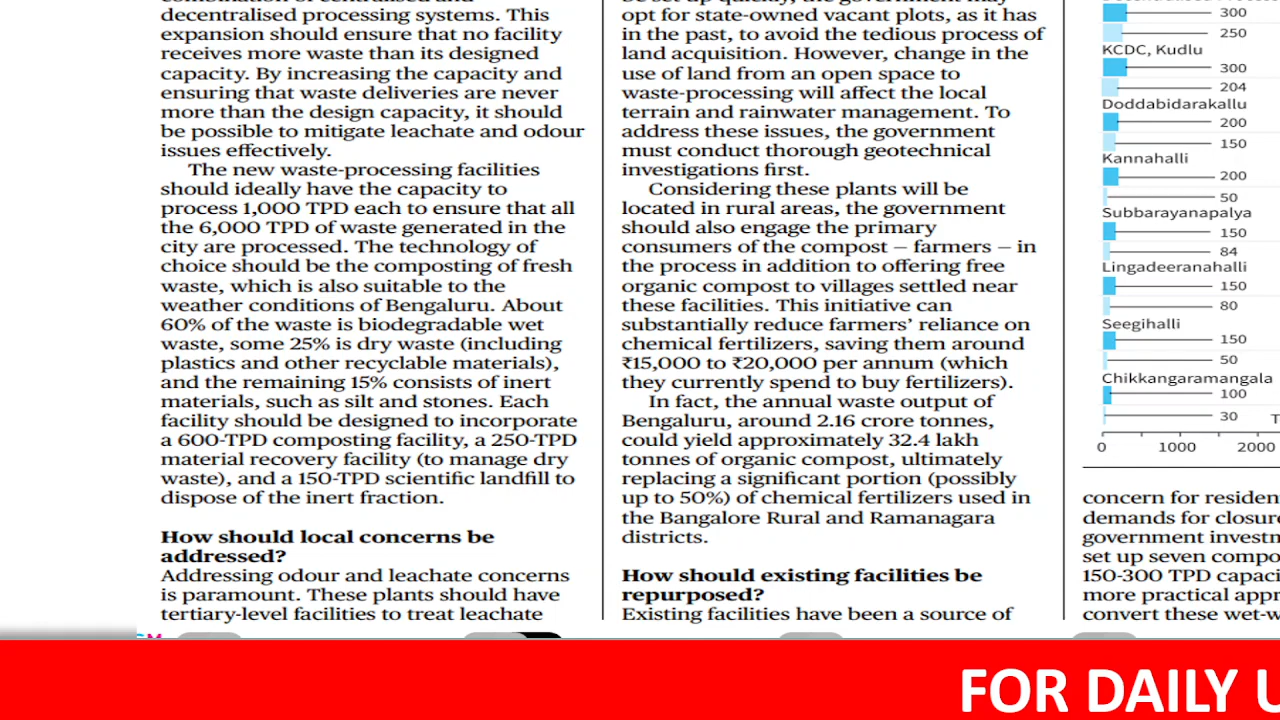 decentralised processing systems. This
expansion should ensure that no facility
receives more waste than its designed
capacity. By increasing the capacity and
ensuring that waste deliveries are never
more than the design capacity, it should
be possible to mitigate leachate and odour
issues effectively.
The new waste-processing facilities
should ideally have the capacity to
process 1,000 TPD each to ensure that all
the 6,000 TPD of waste generated in the
city are processed. The technology of
choice should be the composting of fresh
waste, which is also suitable to the
weather conditions of Bengaluru. About
60% of the waste is biodegradable wet
waste, some 25% is dry waste (including
plastics and other recyclable materials),
and the remaining 15% consists of inert
materials, such as silt and stones. Each
facility should be designed to incorporate
a 600-TPD composting facility, a 250-TPD
material recovery facility (to manage dry
waste), and a 150-TPD scientific landfill to
dispose of the inert fraction.
How should local concerns be
addressed?
Addressing odour and leachate concerns
is paramount. These plants should have
tertiary-level facilities to treat leachate
opt for state-owned vacant plots, as it has
in the past, to avoid the tedious process of
land acquisition. However, change in the
use of land from an open space to
waste-processing will affect the local
terrain and rainwater management. To
address these issues, the government
must conduct thorough geotechnical
investigations first.
Considering these plants will be
located in rural areas, the government
should also engage the primary
consumers of the compost – farmers – in
the process in addition to offering free
organic compost to villages settled near
these facilities. This initiative can
substantially reduce farmers’ reliance on
chemical fertilizers, saving them around
₹15,000 to ₹20,000 per annum (which
they currently spend to buy fertilizers).
In fact, the annual waste output of
Bengaluru, around 2.16 crore tonnes,
could yield approximately 32.4 lakh
tonnes of organic compost, ultimately
replacing a significant portion (possibly
up to 50%) of chemical fertilizers used in
the Bangalore Rural and Ramanagara
districts.
How should existing facilities be
repurposed?
Existing facilities have been a source of
300
250
KCDC, Kudlu
300
204
Doddabidarakallu
200
150
Kannahalli
200
50
Subbarayanapalya
150
84
Lingadeeranahalli
150
80
Seegihalli
150
50
Chikkangaramangala
100
30
0 1000 2000
concern for residen
demands for closure
government investm
set up seven compo
150-300 TPD capaci
more practical appr
convert these wet-w
FOR DAILY U